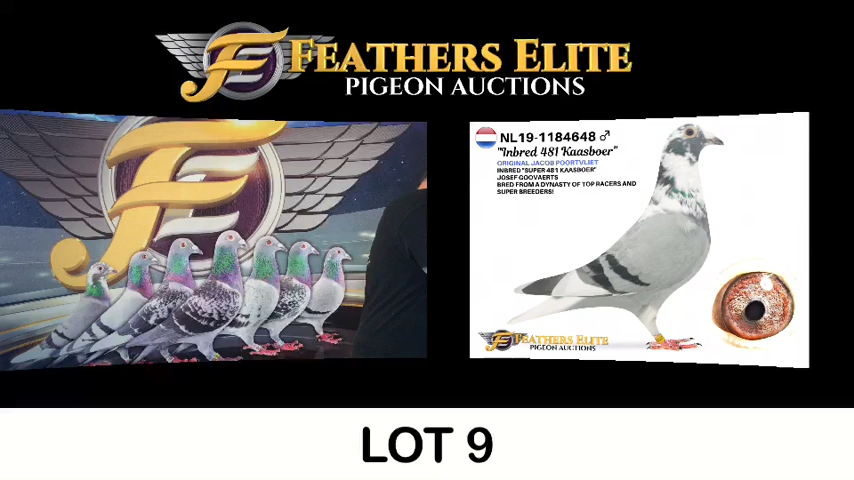 FEATHERS ELITE
PIGEON AUCTIONS
NL19-1184648 ♂
"Inbred 481 Kaasboer"
ORIGINAL JACOB POORTVLIET
INBRED "SUPER 481 KAASBOER"
JOSEF GOOVAERTS
BRED FROM A DYNASTY OF TOP RACERS AND
SUPER BREEDERS!
FEATHERS ELITE
PIGEON AUCTIONS
LOT 9